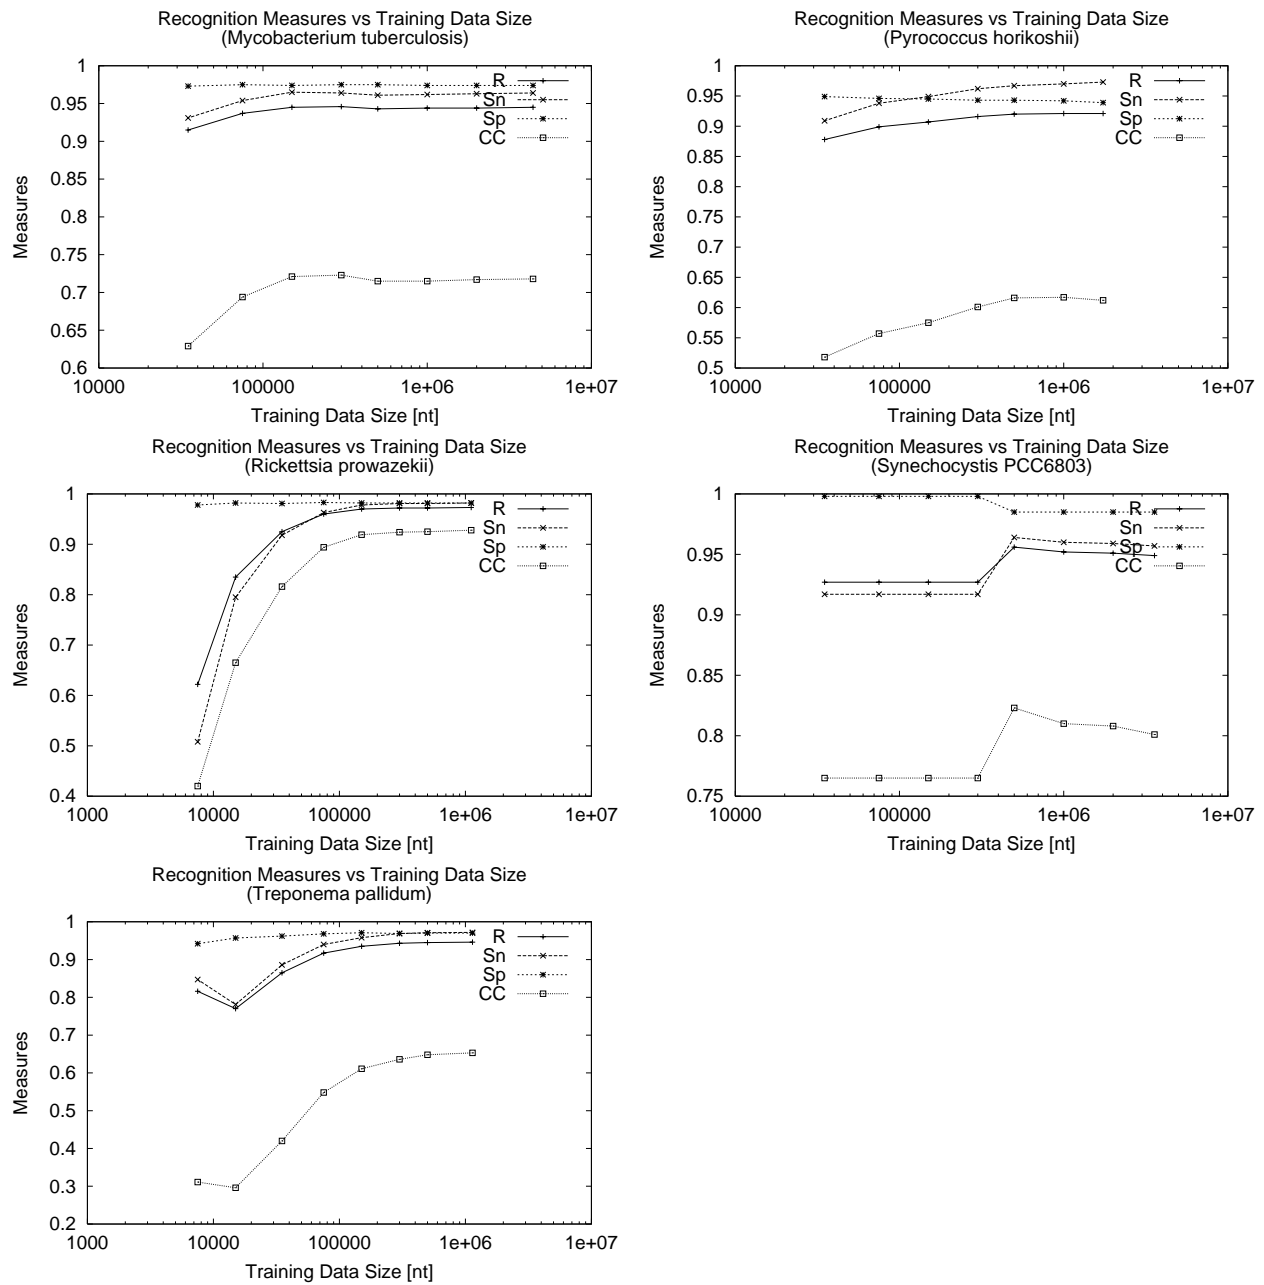 Recognition Measures vs Training Data Size
(Mycobacterium tuberculosis)
1
0.95
0.9
0.85
0.8
0.75
0.7
0.65
0.6
Measures
R
Sn
Sp
CC
10000
100000
1e+06
1e+07
Training Data Size [nt]
Recognition Measures vs Training Data Size
(Pyrococcus horikoshii)
1
0.95
0.9
0.85
0.8
0.75
0.7
0.65
0.6
0.55
0.5
Measures
R
Sn
Sp
CC
10000
100000
1e+06
1e+07
Training Data Size [nt]
Recognition Measures vs Training Data Size
(Rickettsia prowazekii)
1
0.9
0.8
0.7
0.6
0.5
0.4
Measures
R
Sn
Sp
CC
1000
10000
100000
1e+06
1e+07
Training Data Size [nt]
Recognition Measures vs Training Data Size
(Synechocystis PCC6803)
1
0.95
0.9
0.85
0.8
0.75
Measures
R
Sn
Sp
CC
10000
100000
1e+06
1e+07
Training Data Size [nt]
Recognition Measures vs Training Data Size
(Treponema pallidum)
1
0.9
0.8
0.7
0.6
0.5
0.4
0.3
0.2
Measures
R
Sn
Sp
CC
1000
10000
100000
1e+06
1e+07
Training Data Size [nt]